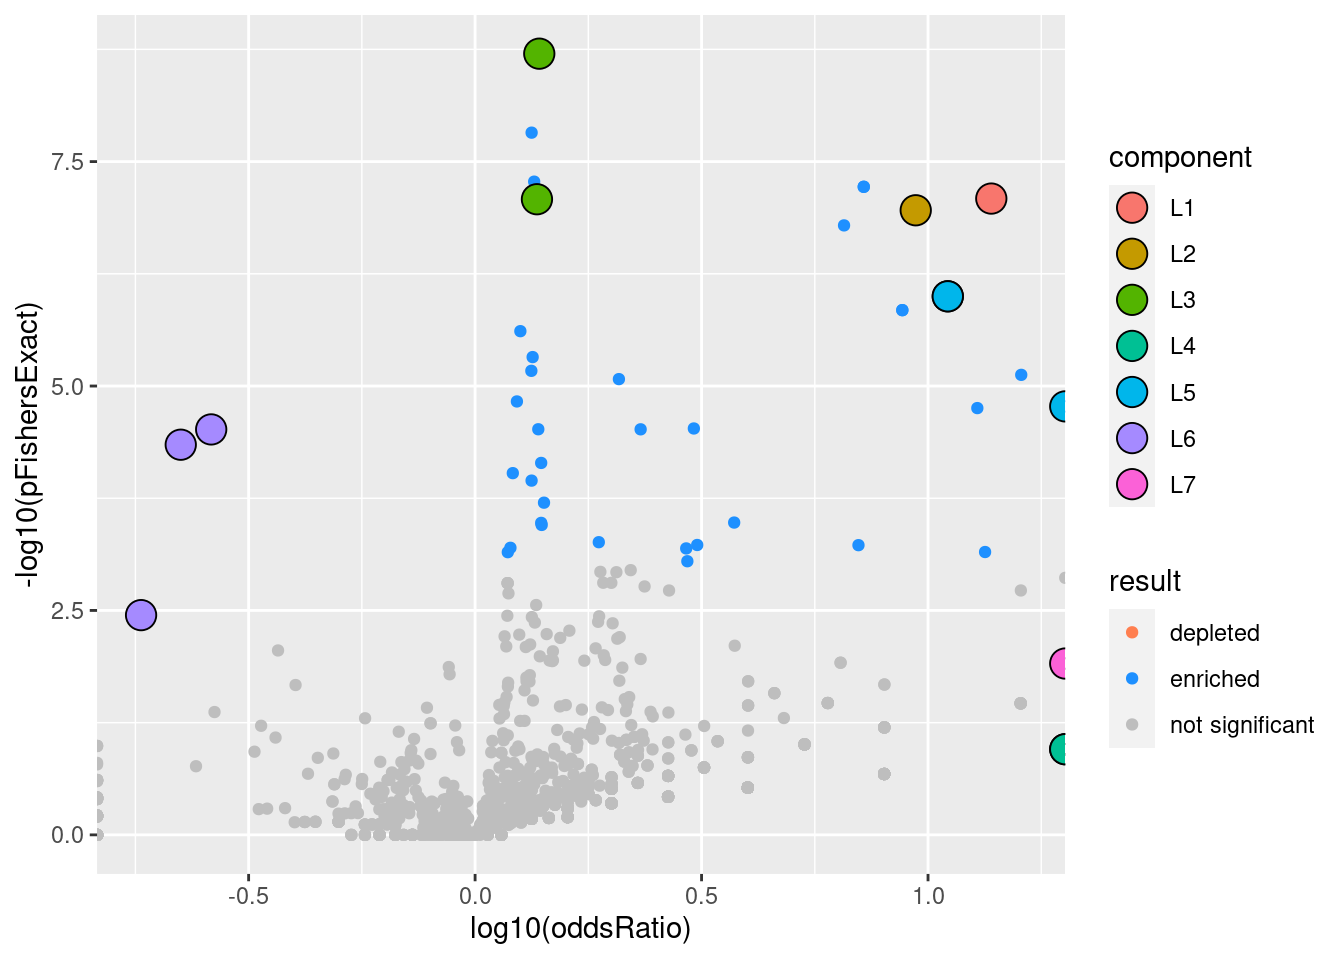 7.5
5.0
2.5
0.0
-0.5
0.0
0.5
1.0
log10(oddsRatio)
-log10(pFishersExact)
component
L1
L2
L3
L4
L5
L6
L7
result
depleted
enriched
not significant